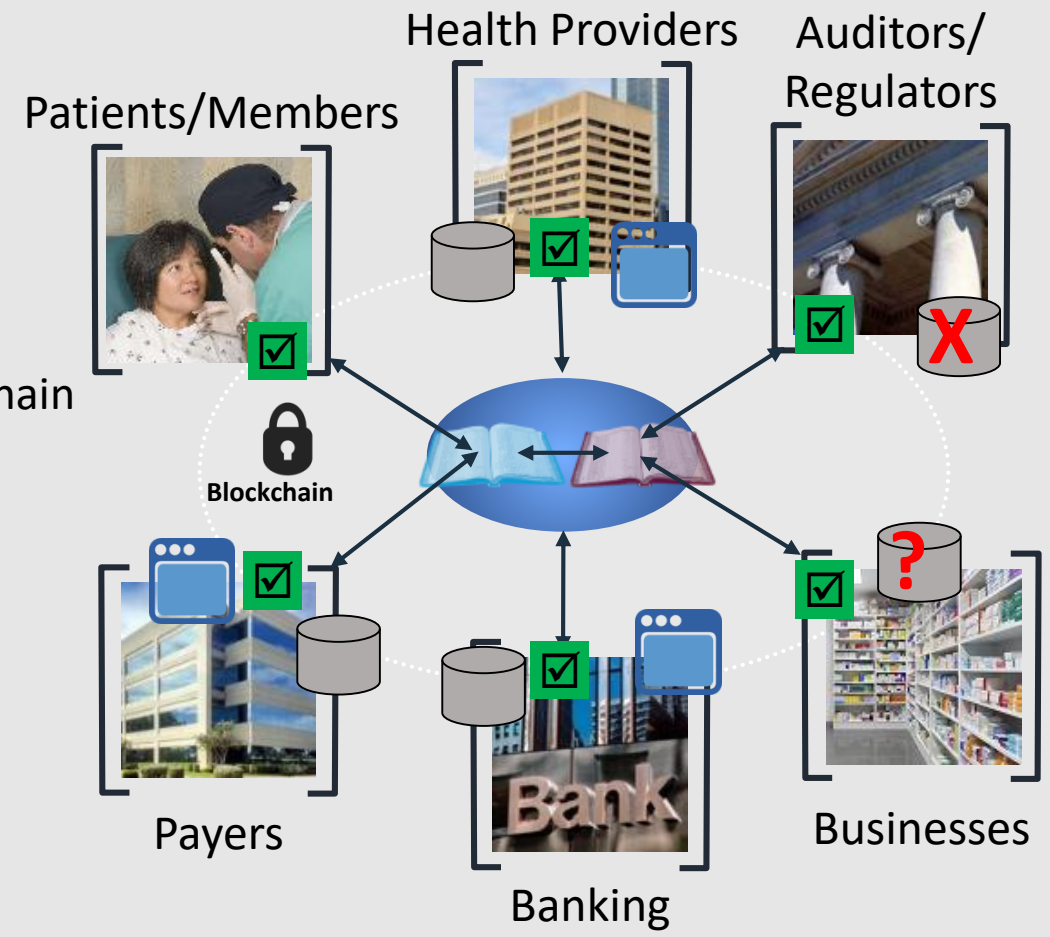 Health Providers
Auditors/
Regulators
Patients/Members
X
hain
Blockchain
?
Bank
Payers
Businesses
Banking